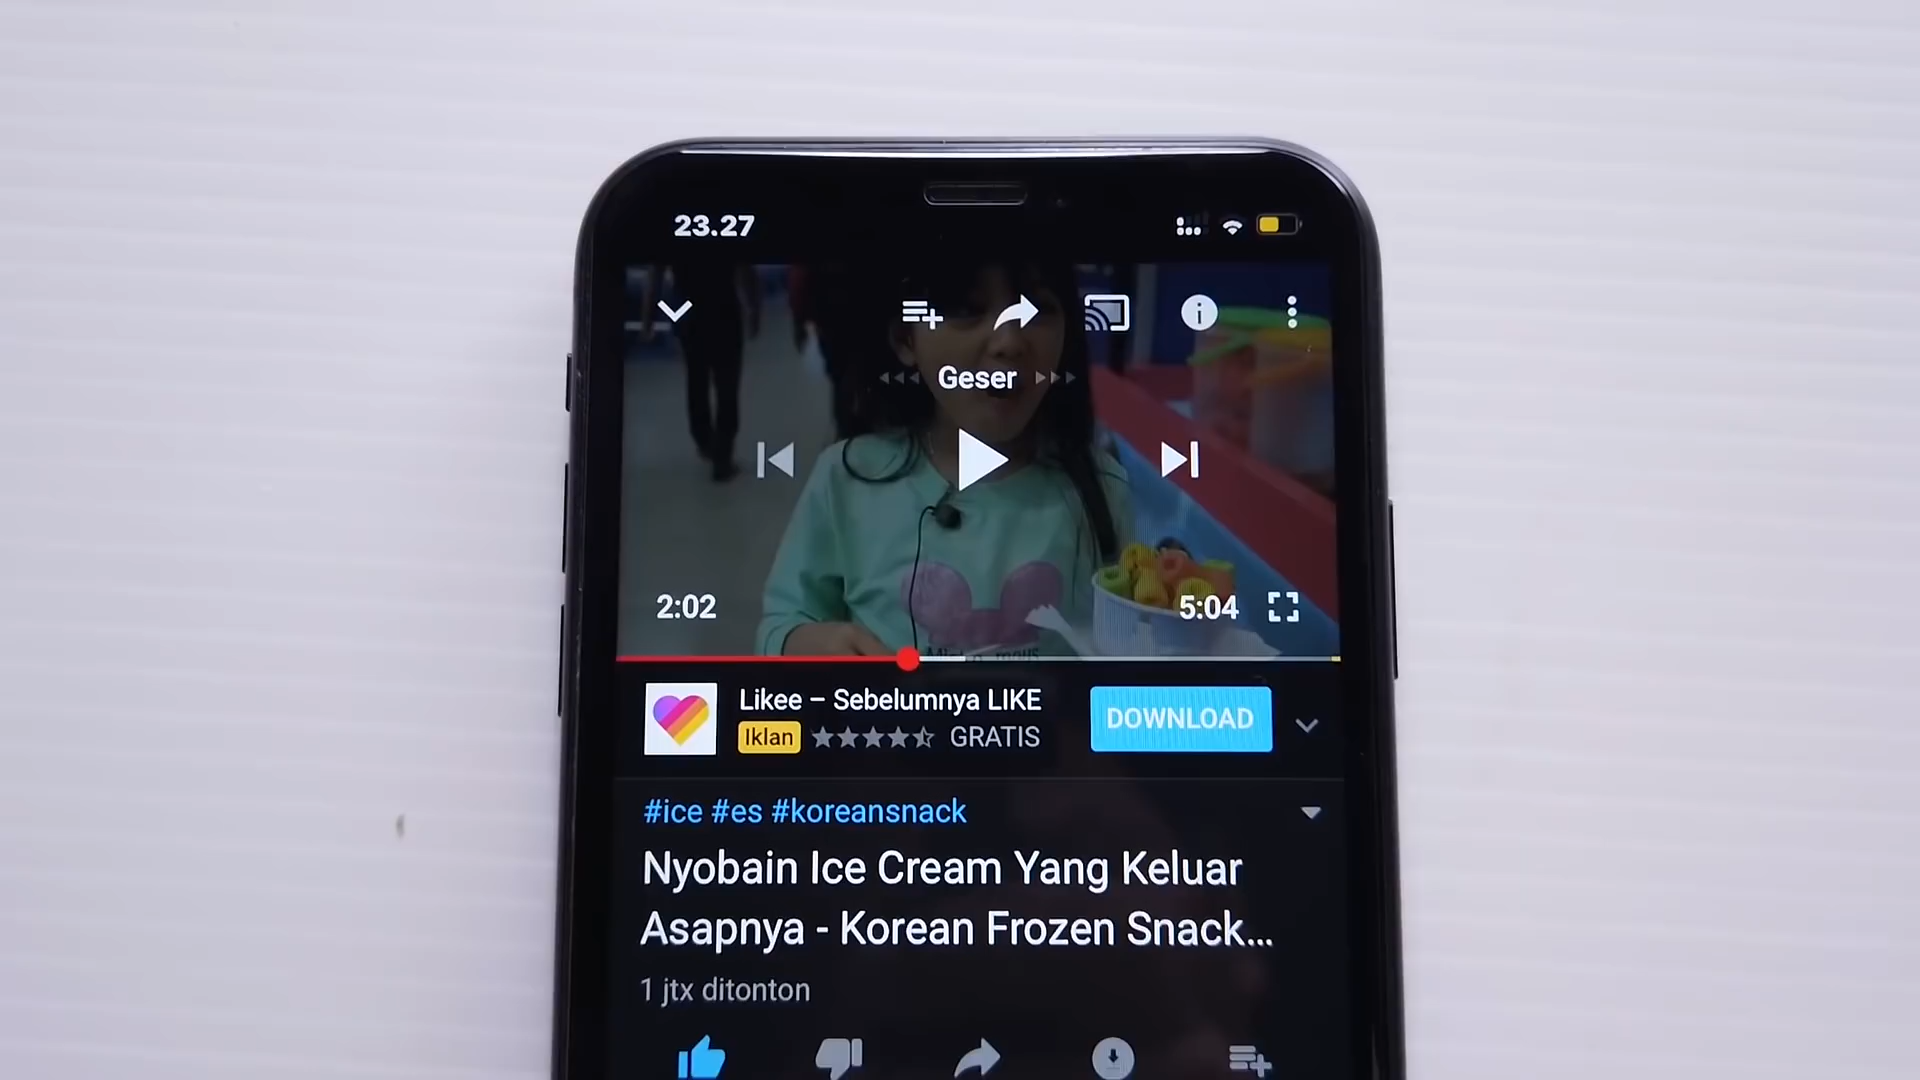 23.27
Geser
2:02
5:04
Likee – Sebelumnya LIKE
Iklan
GRATIS
DOWNLOAD
#ice #es #koreansnack
Nyobain Ice Cream Yang Keluar
Asapnya - Korean Frozen Snack...
1 jtx ditonton